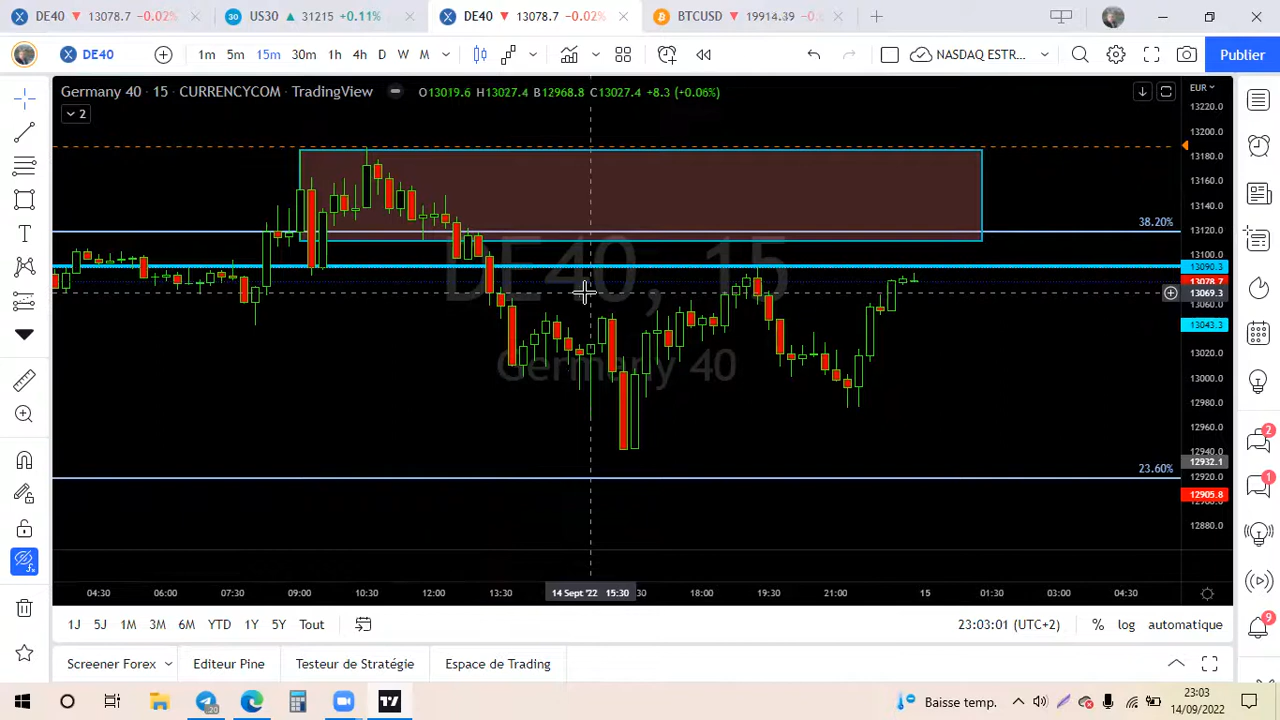 DE40 13078.7 -0.02%
US30 31215 +0.11%
DE40 13078.7 -0.02%
BTCUSD 19914.39
DE40
1m 5m 15m 30m 1h 4h D W M
NASDAQ ESTR...
Publier
Germany 40 · 15 · CURRENCYCOM · TradingView
O13019.6 H13027.4 B12968.8 C13027.4 +8.3 (+0.06%)
EUR
2
13220.0
13200.0
13180.0
13160.0
13140.0
38.20%
13120.0
13100.0
13090.3
13078.7
13069.3
13060.0
13043.3
13020.0
13000.0
12980.0
12960.0
12940.0
12932.1
23.60%
12920.0
12905.8
12880.0
DE40, 15
Germany 40
04:30 06:00 07:30 09:00 10:30 12:00 13:30 14 Sept '22 15:30 :30 18:00 19:30 21:00 15 01:30 03:00 04:30
1J 5J 1M 3M 6M YTD 1Y 5Y Tout
23:03:01 (UTC+2) % log automatique
Screener Forex Editeur Pine Testeur de Stratégie Espace de Trading
2
1
9
20
Baisse temp.
23:03
14/09/2022